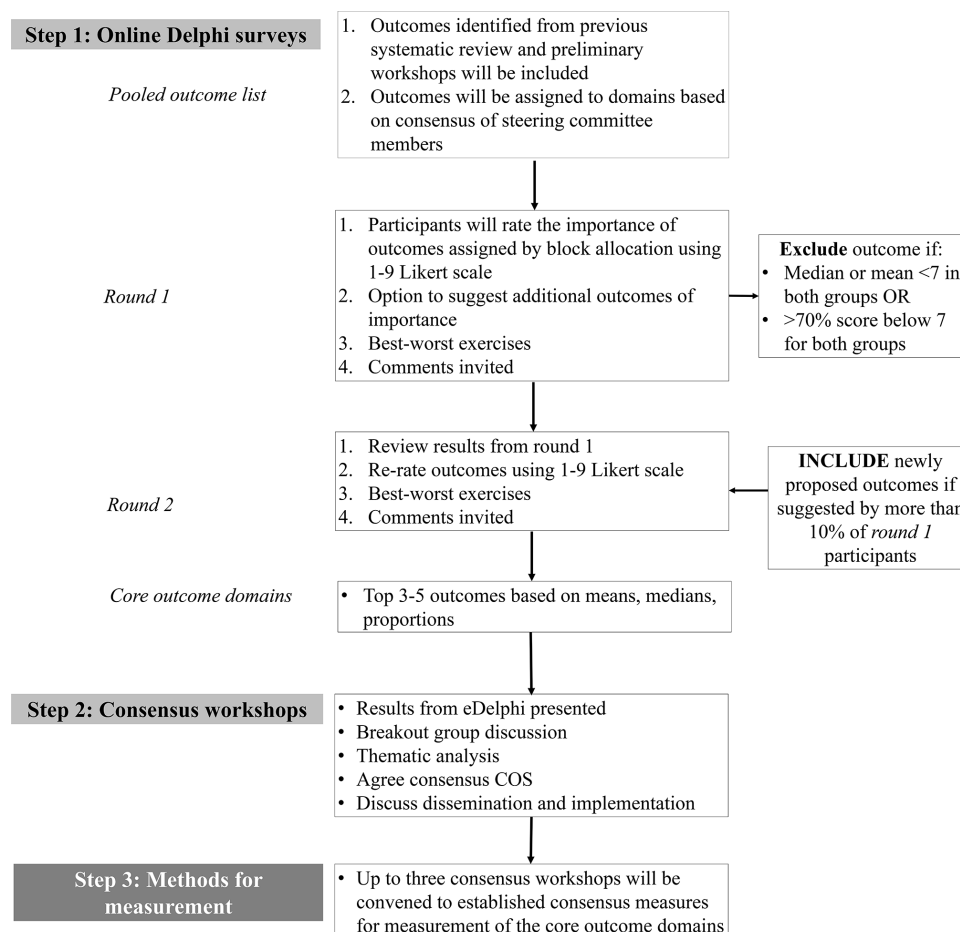 Step 1: Online Delphi surveys
Pooled outcome list
1. Outcomes identified from previous
systematic review and preliminary
workshops will be included
2. Outcomes will be assigned to domains based
on consensus of steering committee
members
Round 1
1. Participants will rate the importance of
outcomes assigned by block allocation using
1-9 Likert scale
2. Option to suggest additional outcomes of
importance
3. Best-worst exercises
4. Comments invited
Exclude outcome if:
• Median or mean <7 in
both groups OR
• >70% score below 7
for both groups
Round 2
1. Review results from round 1
2. Re-rate outcomes using 1-9 Likert scale
3. Best-worst exercises
4. Comments invited
INCLUDE newly
proposed outcomes if
suggested by more than
10% of round 1
participants
Core outcome domains
• Top 3-5 outcomes based on means, medians,
proportions
Step 2: Consensus workshops
• Results from eDelphi presented
• Breakout group discussion
• Thematic analysis
• Agree consensus COS
• Discuss dissemination and implementation
Step 3: Methods for
measurement
• Up to three consensus workshops will be
convened to established consensus measures
for measurement of the core outcome domains